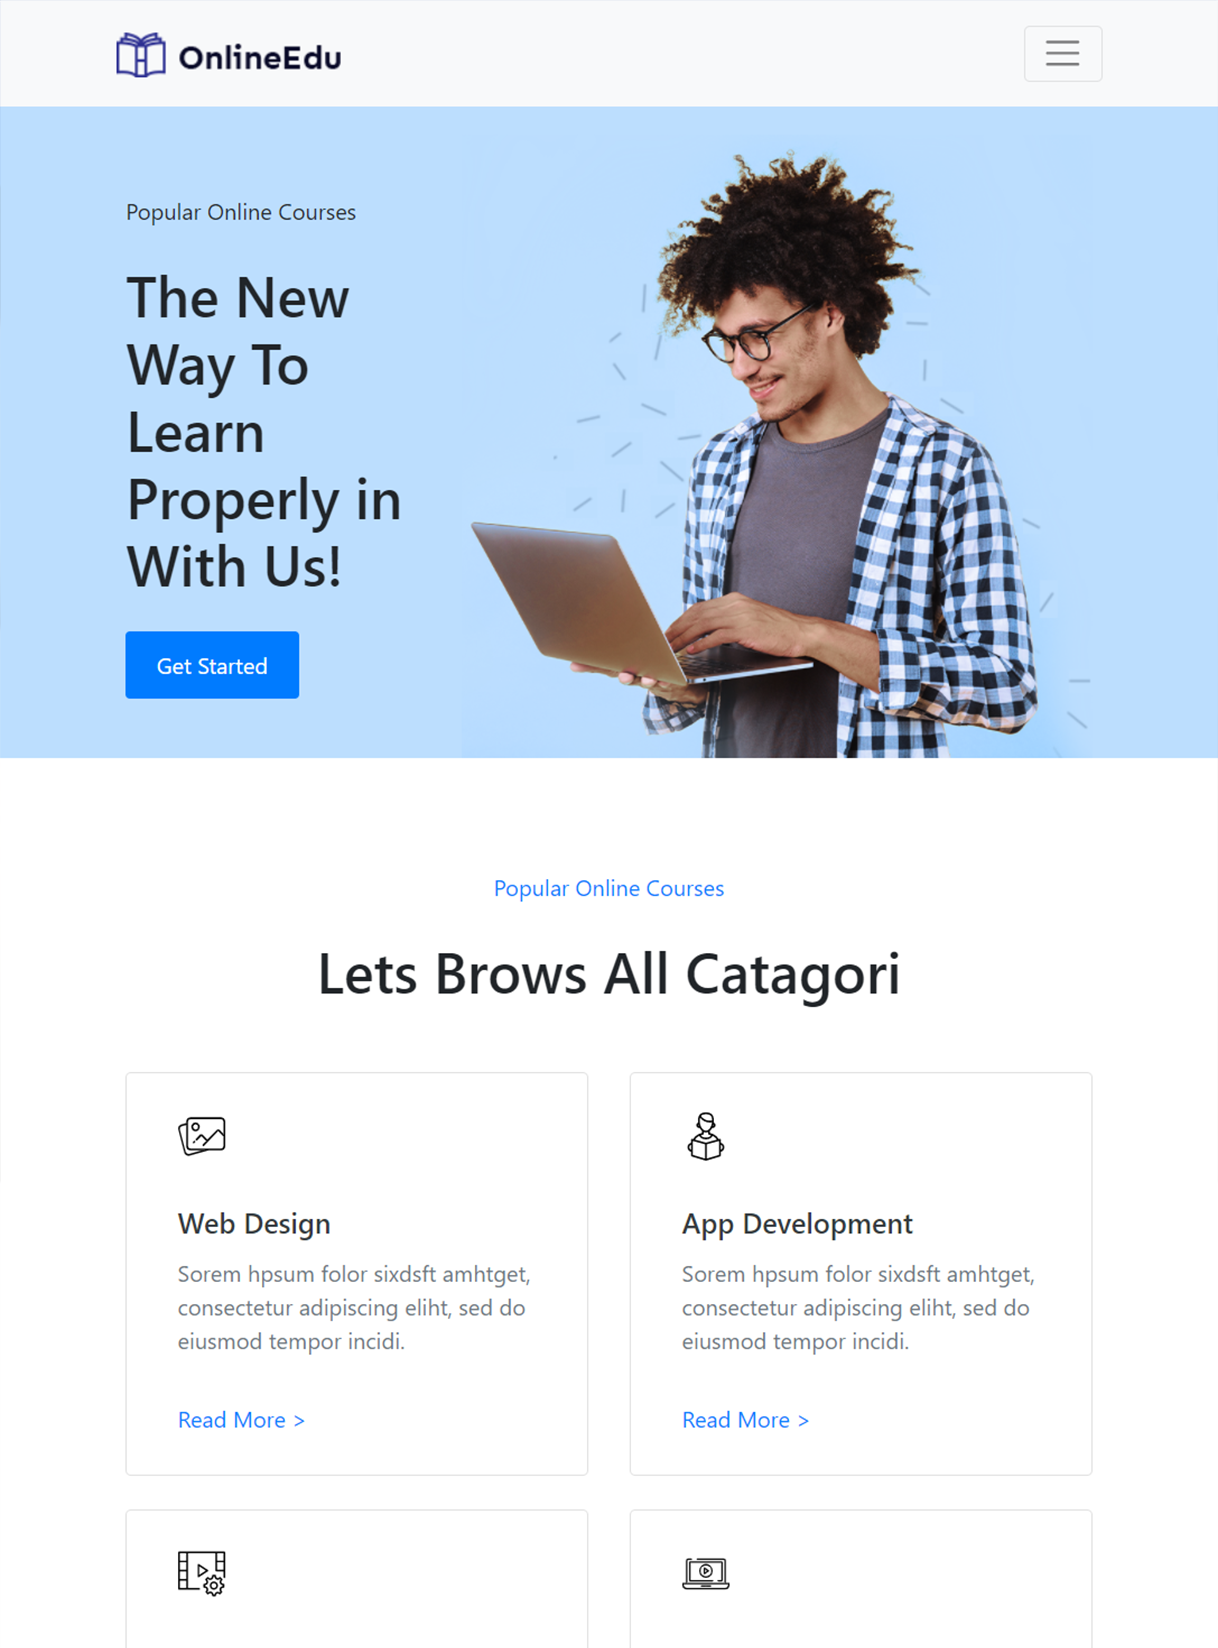 OnlineEdu
Popular Online Courses
The New
Way To
Learn
Properly in
With Us!
Get Started
Popular Online Courses
Lets Brows All Catagori
Web Design
Sorem hpsum folor sixdsft amhtget,
consectetur adipiscing eliht, sed do
eiusmod tempor incidi.
Read More >
App Development
Sorem hpsum folor sixdsft amhtget,
consectetur adipiscing eliht, sed do
eiusmod tempor incidi.
Read More >